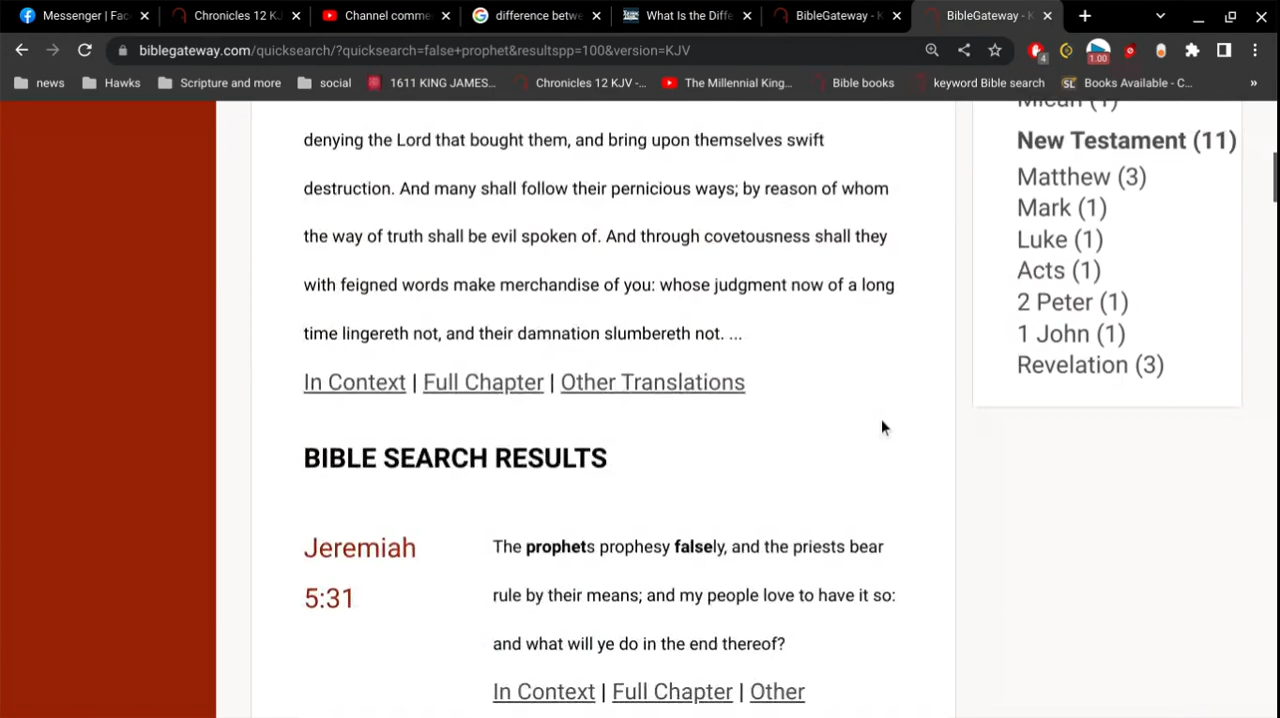 Messenger | Fac
Chronicles 12 KJ
Channel comme
difference betwe
What Is the Diffe
BibleGateway - K
BibleGateway - K
biblegateway.com/quicksearch/?quicksearch=false+prophet&resultspp=100&version=KJV
4
1.00
news
Hawks
Scripture and more
social
1611 KING JAMES...
Chronicles 12 KJV -...
The Millennial King...
Bible books
keyword Bible search
SL Books Available - C...
»
denying the Lord that bought them, and bring upon themselves swift
destruction. And many shall follow their pernicious ways; by reason of whom
the way of truth shall be evil spoken of. And through covetousness shall they
with feigned words make merchandise of you: whose judgment now of a long
time lingereth not, and their damnation slumbereth not. ...
In Context | Full Chapter | Other Translations
BIBLE SEARCH RESULTS
Jeremiah
5:31
The prophets prophesy falsely, and the priests bear
rule by their means; and my people love to have it so:
and what will ye do in the end thereof?
In Context | Full Chapter | Other
Micah (1)
New Testament (11)
Matthew (3)
Mark (1)
Luke (1)
Acts (1)
2 Peter (1)
1 John (1)
Revelation (3)